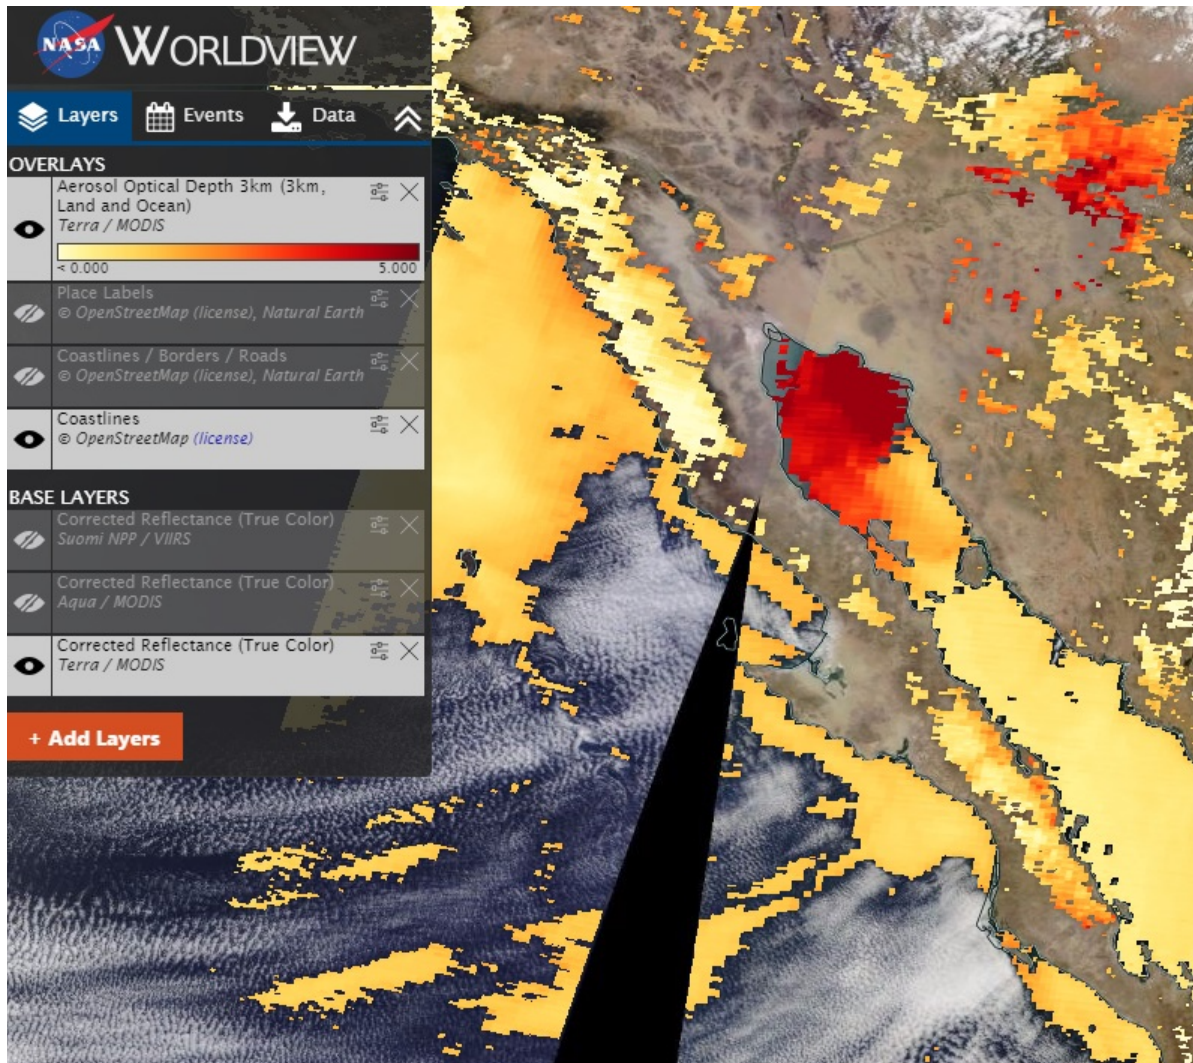 NASA WORLDVIEW
Layers Events Data
OVERLAYS
Aerosol Optical Depth 3km (3km,
Land and Ocean)
Terra / MODIS
< 0.000 5.000
Place Labels
© OpenStreetMap (license), Natural Earth
Coastlines / Borders / Roads
© OpenStreetMap (license), Natural Earth
Coastlines
© OpenStreetMap (license)
BASE LAYERS
Corrected Reflectance (True Color)
Suomi NPP / VIIRS
Corrected Reflectance (True Color)
Aqua / MODIS
Corrected Reflectance (True Color)
Terra / MODIS
+ Add Layers